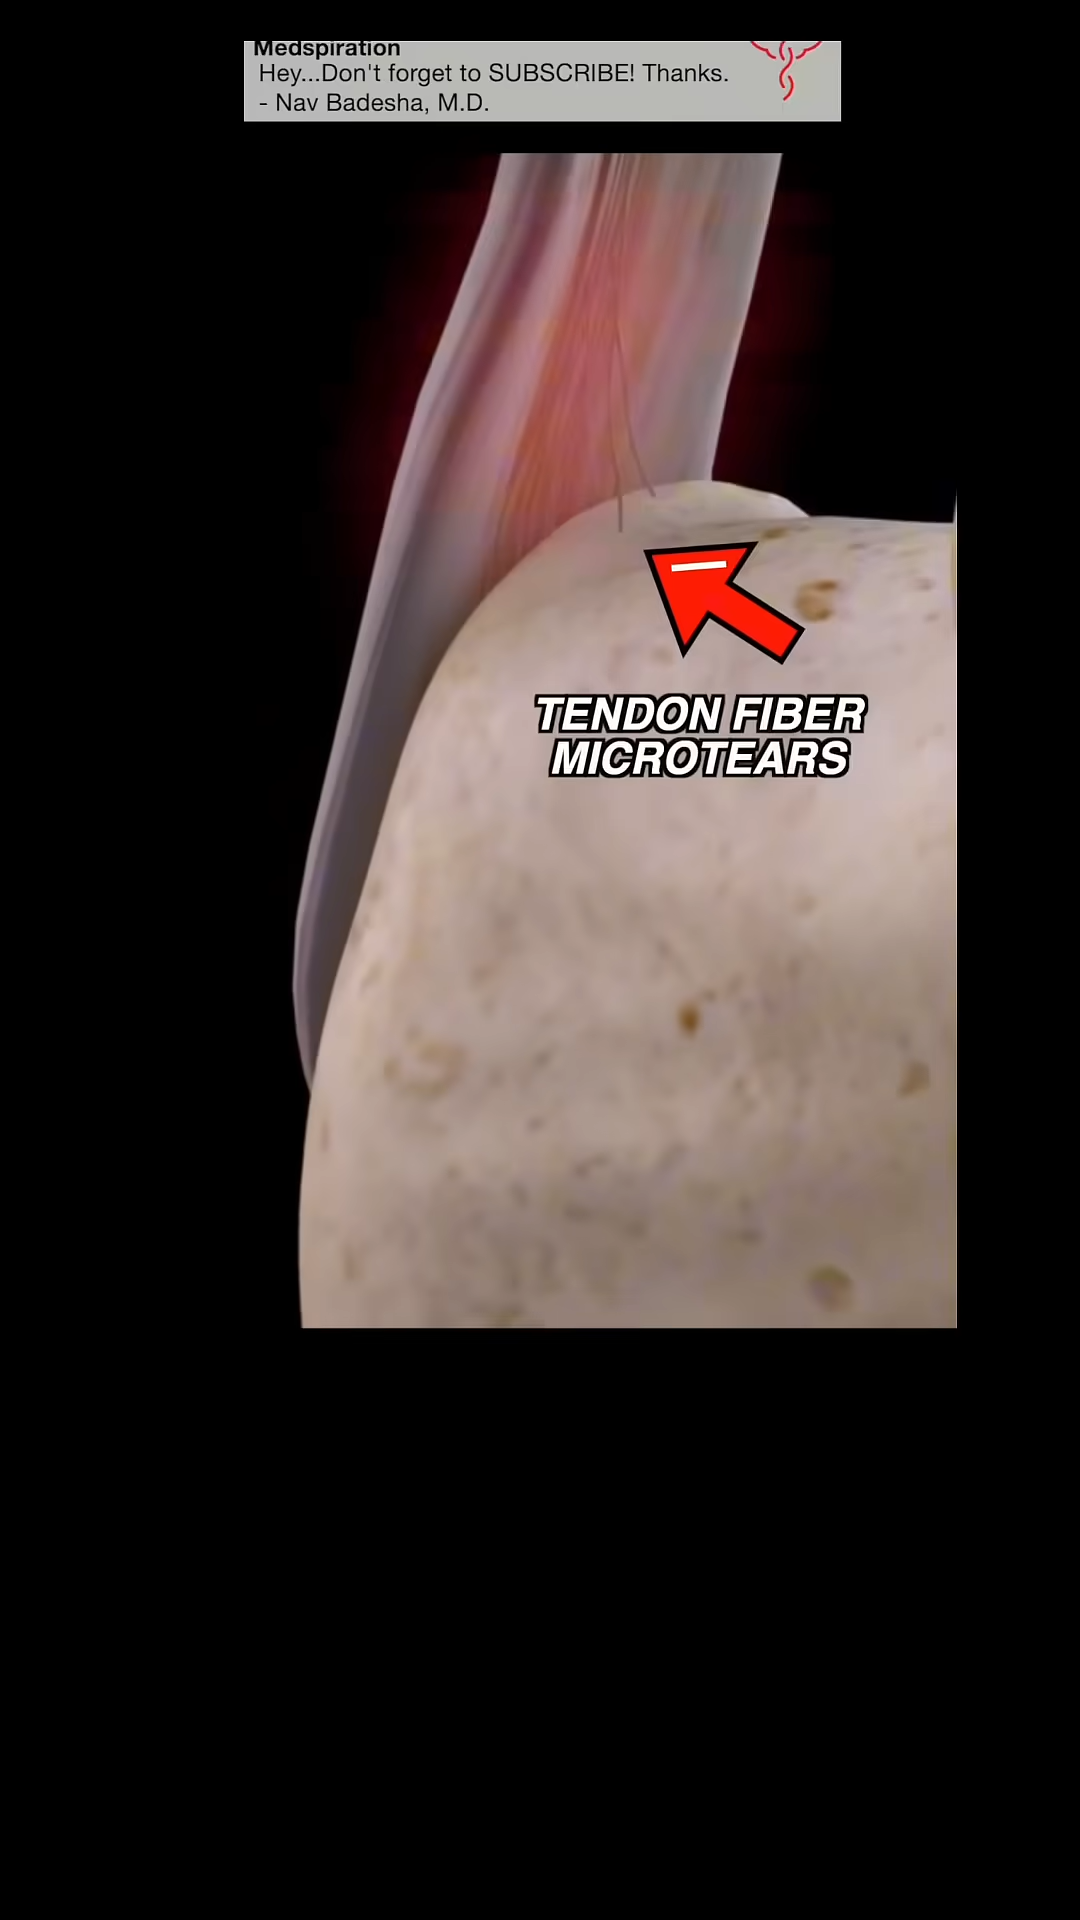 Medspiration
Hey...Don't forget to SUBSCRIBE! Thanks.
- Nav Badesha, M.D.
TENDON FIBER
MICROTEARS